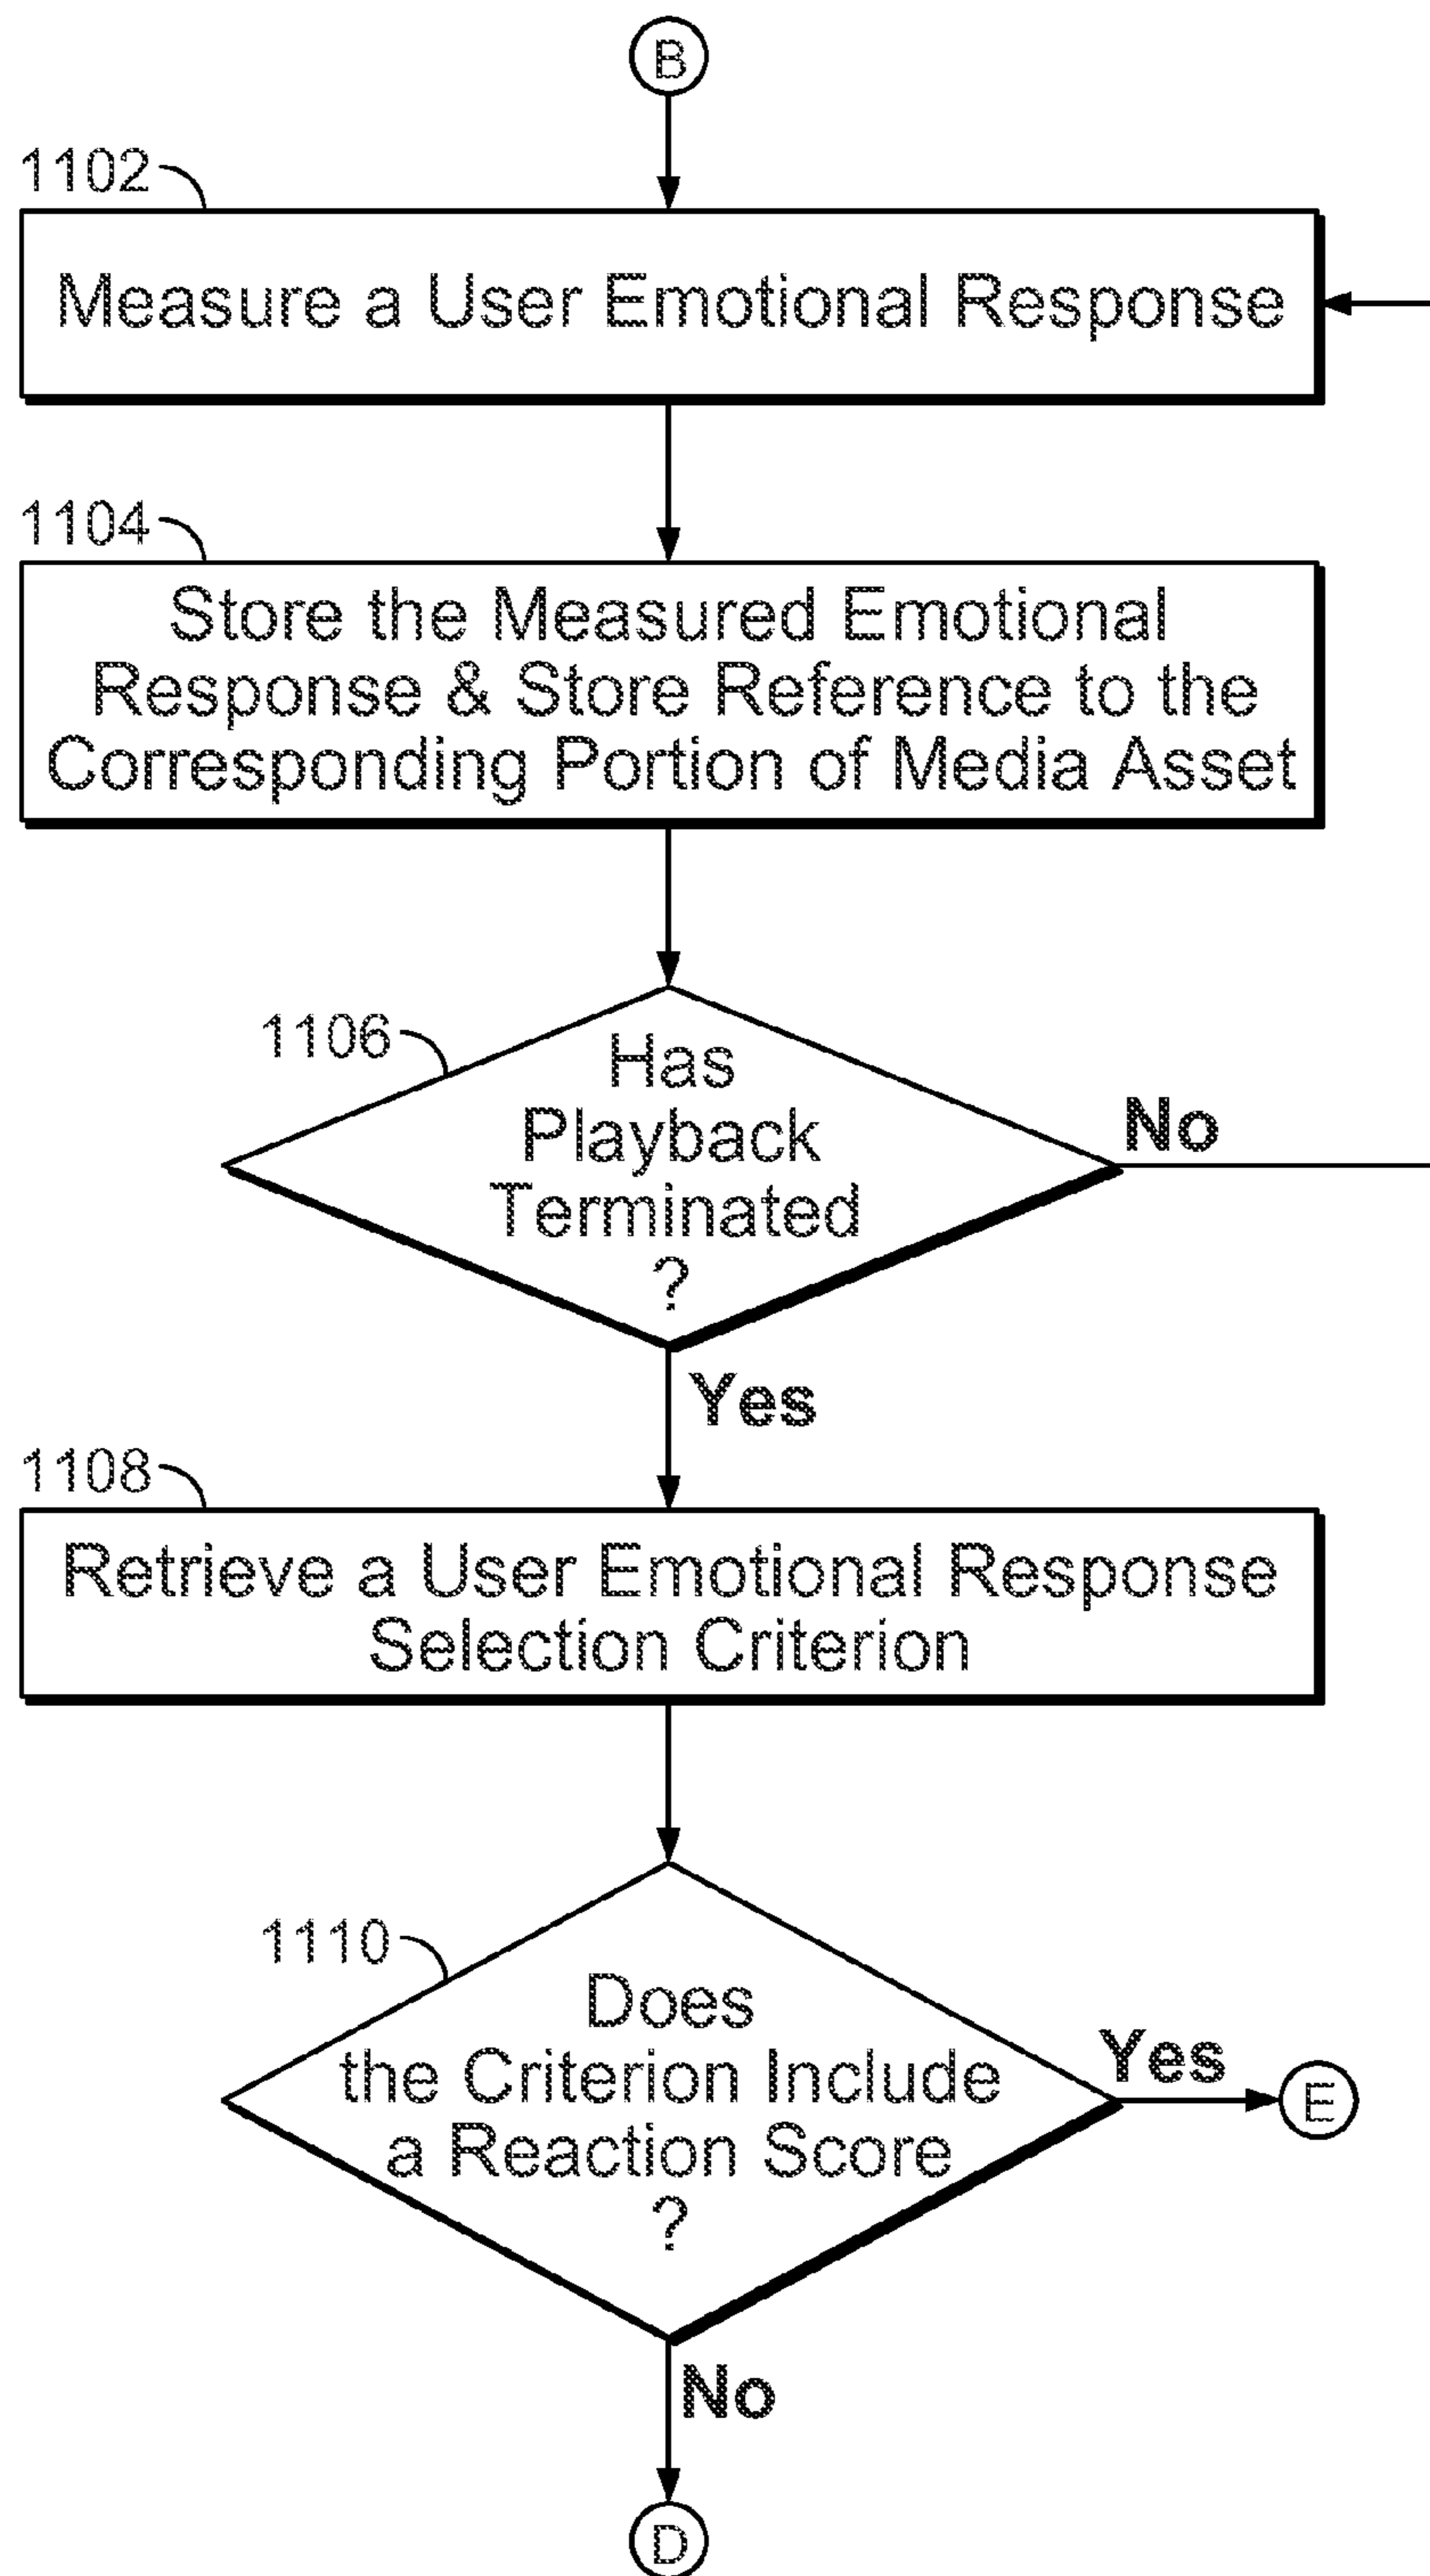 B
1102
Measure a User Emotional Response
1104
Store the Measured Emotional
Response & Store Reference to the
Corresponding Portion of Media Asset
1106
Has
Playback
Terminated
?
No
Yes
1108
Retrieve a User Emotional Response
Selection Criterion
1110
Does
the Criterion Include
a Reaction Score
?
Yes
E
No
D